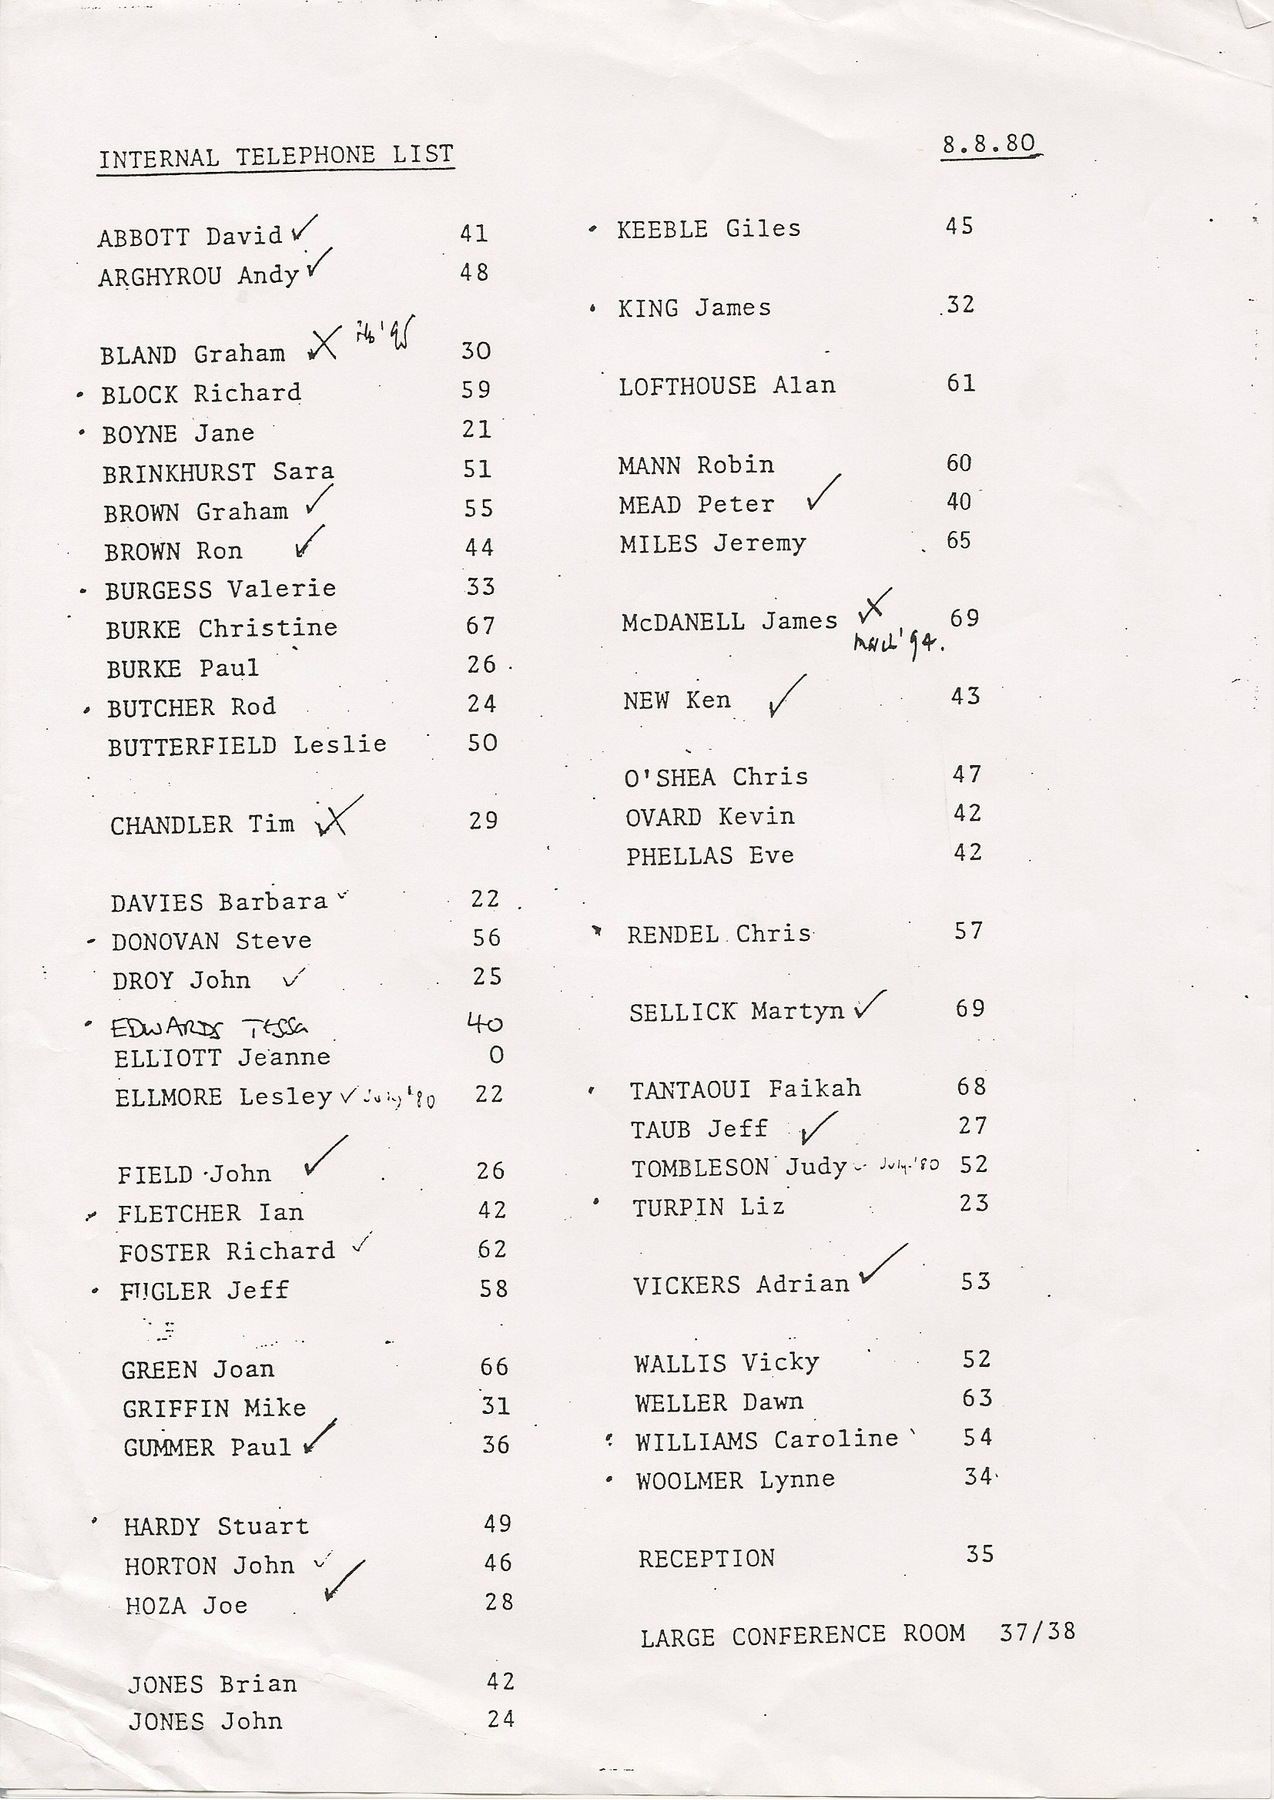 INTERNAL TELEPHONE LIST
8.8.80
ABBOTT David ✓ 41
ARGHYROU Andy ✓ 48
BLAND Graham X '95 30
BLOCK Richard 59
BOYNE Jane 21
BRINKHURST Sara 51
BROWN Graham ✓ 55
BROWN Ron ✓ 44
BURGESS Valerie 33
BURKE Christine 67
BURKE Paul 26
BUTCHER Rod 24
BUTTERFIELD Leslie 50
CHANDLER Tim X 29
DAVIES Barbara ✓ 22
DONOVAN Steve 56
DROY John ✓ 25
EDWARDS TESSA 40
ELLIOTT Jeanne 0
ELLMORE Lesley ✓ July '80 22
FIELD John ✓ 26
FLETCHER Ian 42
FOSTER Richard ✓ 62
FUGLER Jeff 58
GREEN Joan 66
GRIFFIN Mike 31
GUMMER Paul ✓ 36
HARDY Stuart 49
HORTON John ✓ 46
HOZA Joe ✓ 28
JONES Brian 42
JONES John 24
KEEBLE Giles 45
KING James 32
LOFTHOUSE Alan 61
MANN Robin 60
MEAD Peter ✓ 40
MILES Jeremy 65
McDANELL James X 69
March '94.
NEW Ken ✓ 43
O'SHEA Chris 47
OVARD Kevin 42
PHELLAS Eve 42
RENDEL Chris 57
SELLICK Martyn ✓ 69
TANTAOUI Faikah 68
TAUB Jeff ✓ 27
TOMBLESON Judy ✓ July '80 52
TURPIN Liz 23
VICKERS Adrian ✓ 53
WALLIS Vicky 52
WELLER Dawn 63
WILLIAMS Caroline 54
WOOLMER Lynne 34
RECEPTION 35
LARGE CONFERENCE ROOM 37/38